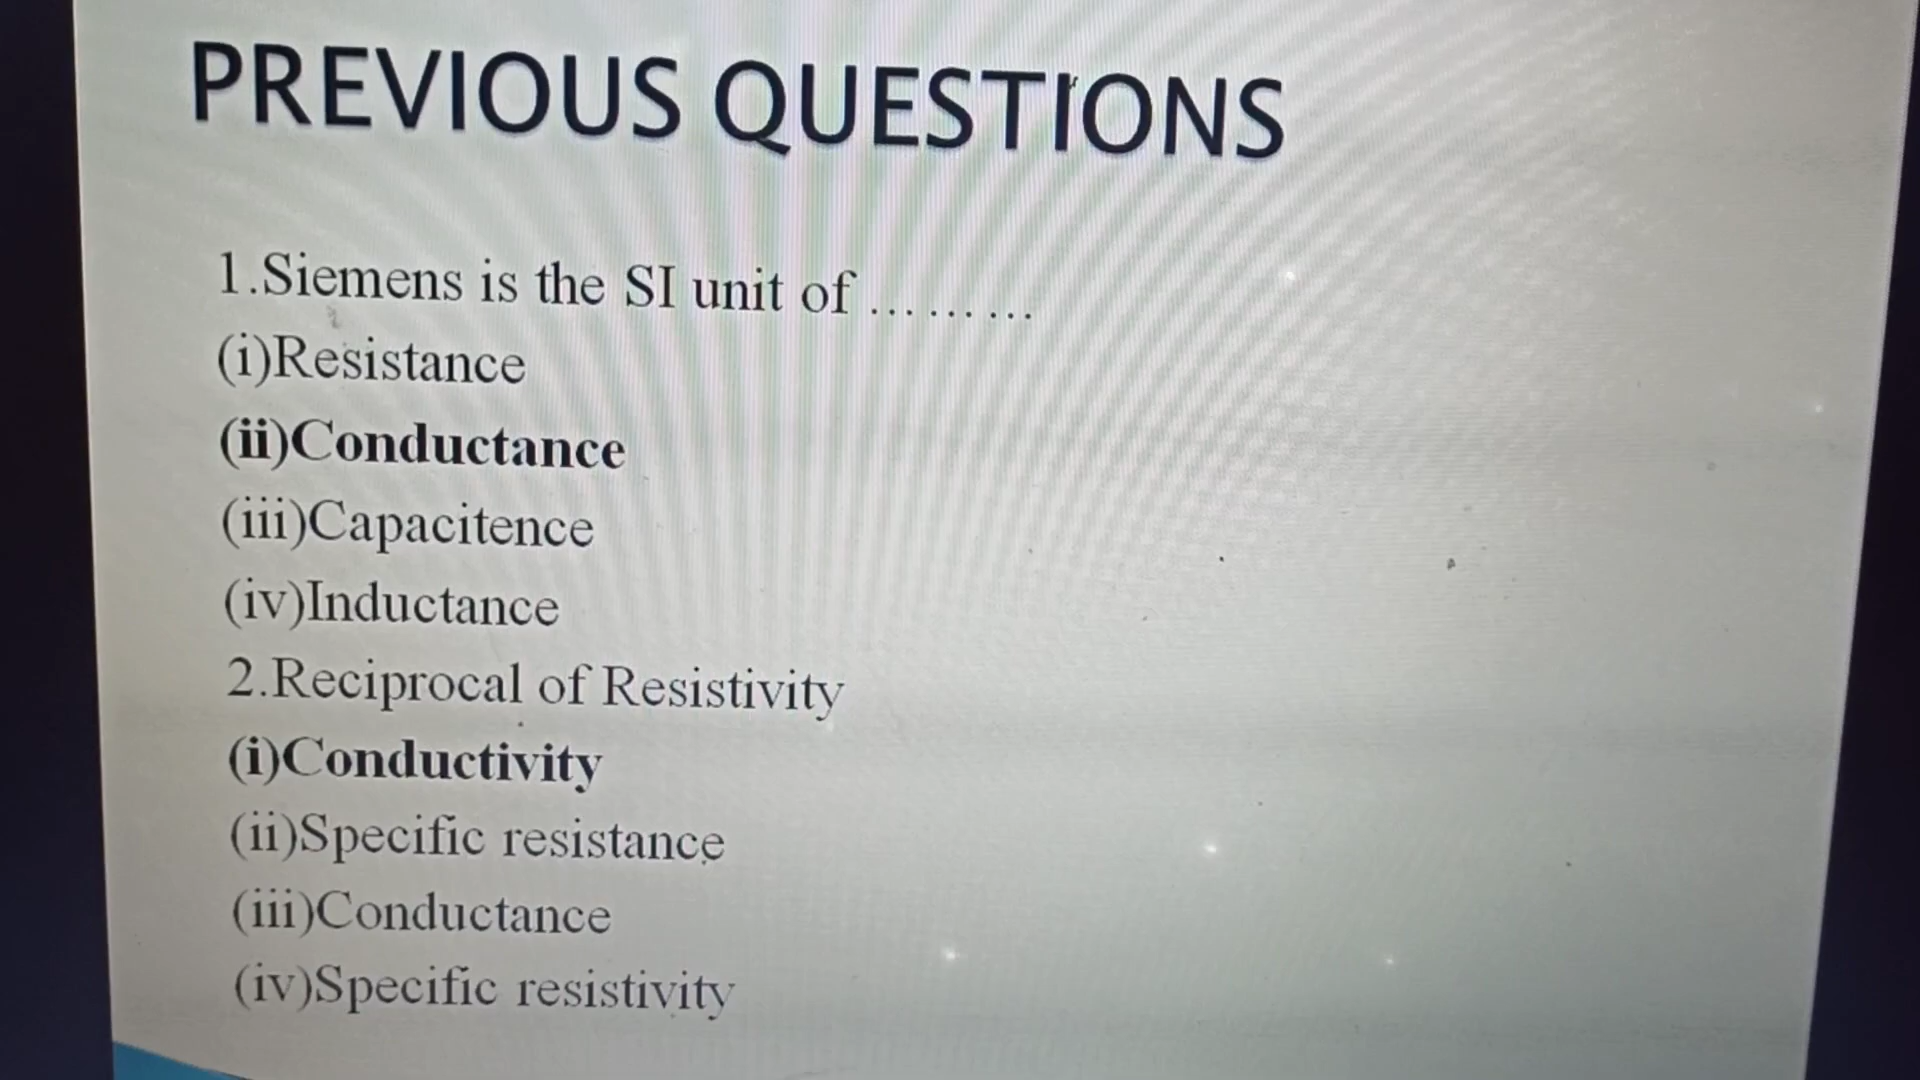 PREVIOUS QUESTIONS
1.Siemens is the SI unit of .........
(i)Resistance
(ii)Conductance
(iii)Capacitence
(iv)Inductance
2.Reciprocal of Resistivity
(i)Conductivity
(ii)Specific resistance
(iii)Conductance
(iv)Specific resistivity